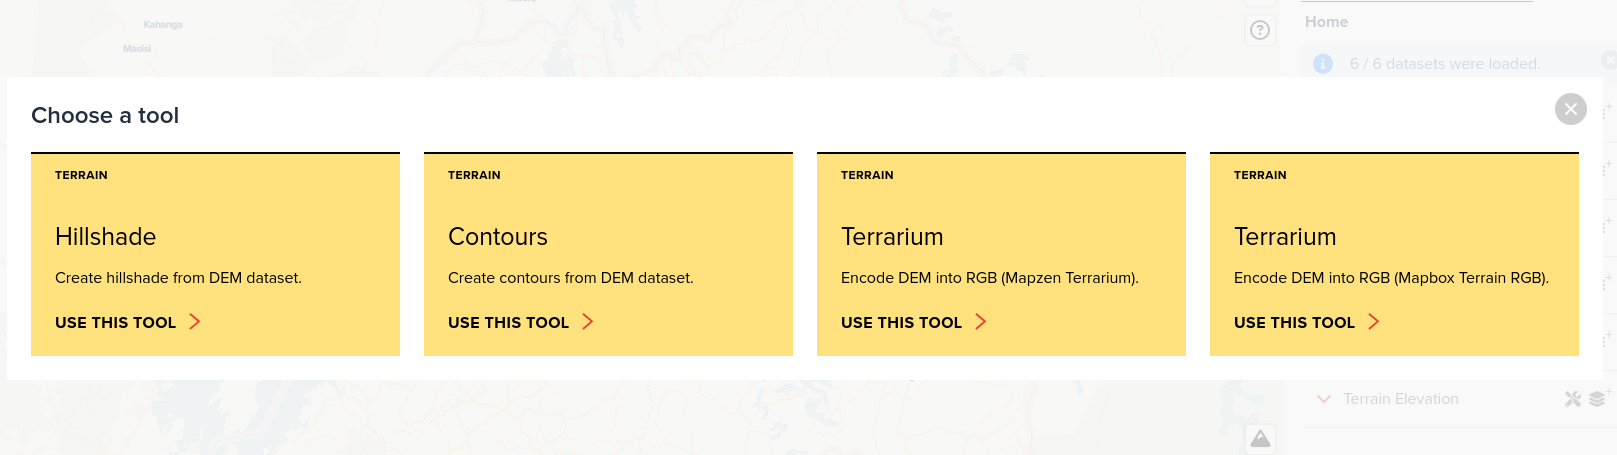 Kahanga
Masisi
Home
6 / 6 datasets were loaded.
Choose a tool
TERRAIN
Hillshade
Create hillshade from DEM dataset.
USE THIS TOOL
TERRAIN
Contours
Create contours from DEM dataset.
USE THIS TOOL
TERRAIN
Terrarium
Encode DEM into RGB (Mapzen Terrarium).
USE THIS TOOL
TERRAIN
Terrarium
Encode DEM into RGB (Mapbox Terrain RGB).
USE THIS TOOL
Terrain Elevation